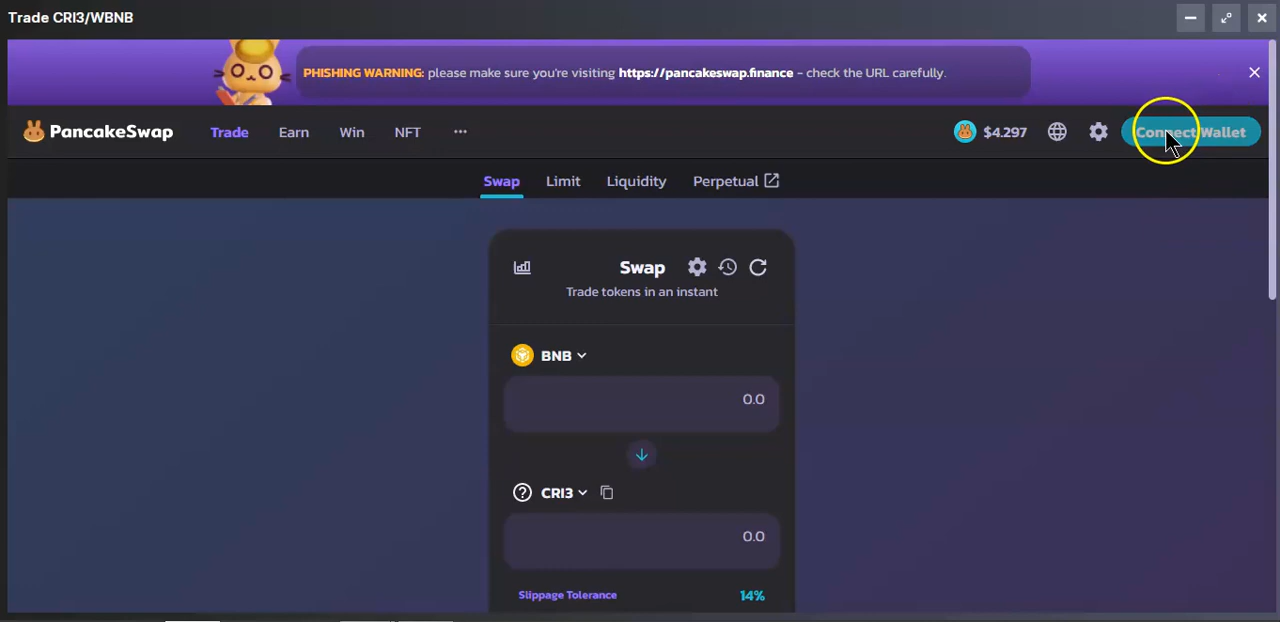 Trade CRI3/WBNB
PHISHING WARNING: please make sure you're visiting https://pancakeswap.finance - check the URL carefully.
PancakeSwap Trade Earn Win NFT ··· $4.297 Connect Wallet
Swap Limit Liquidity Perpetual
Swap
Trade tokens in an instant
BNB
0.0
CRI3
0.0
Slippage Tolerance 14%